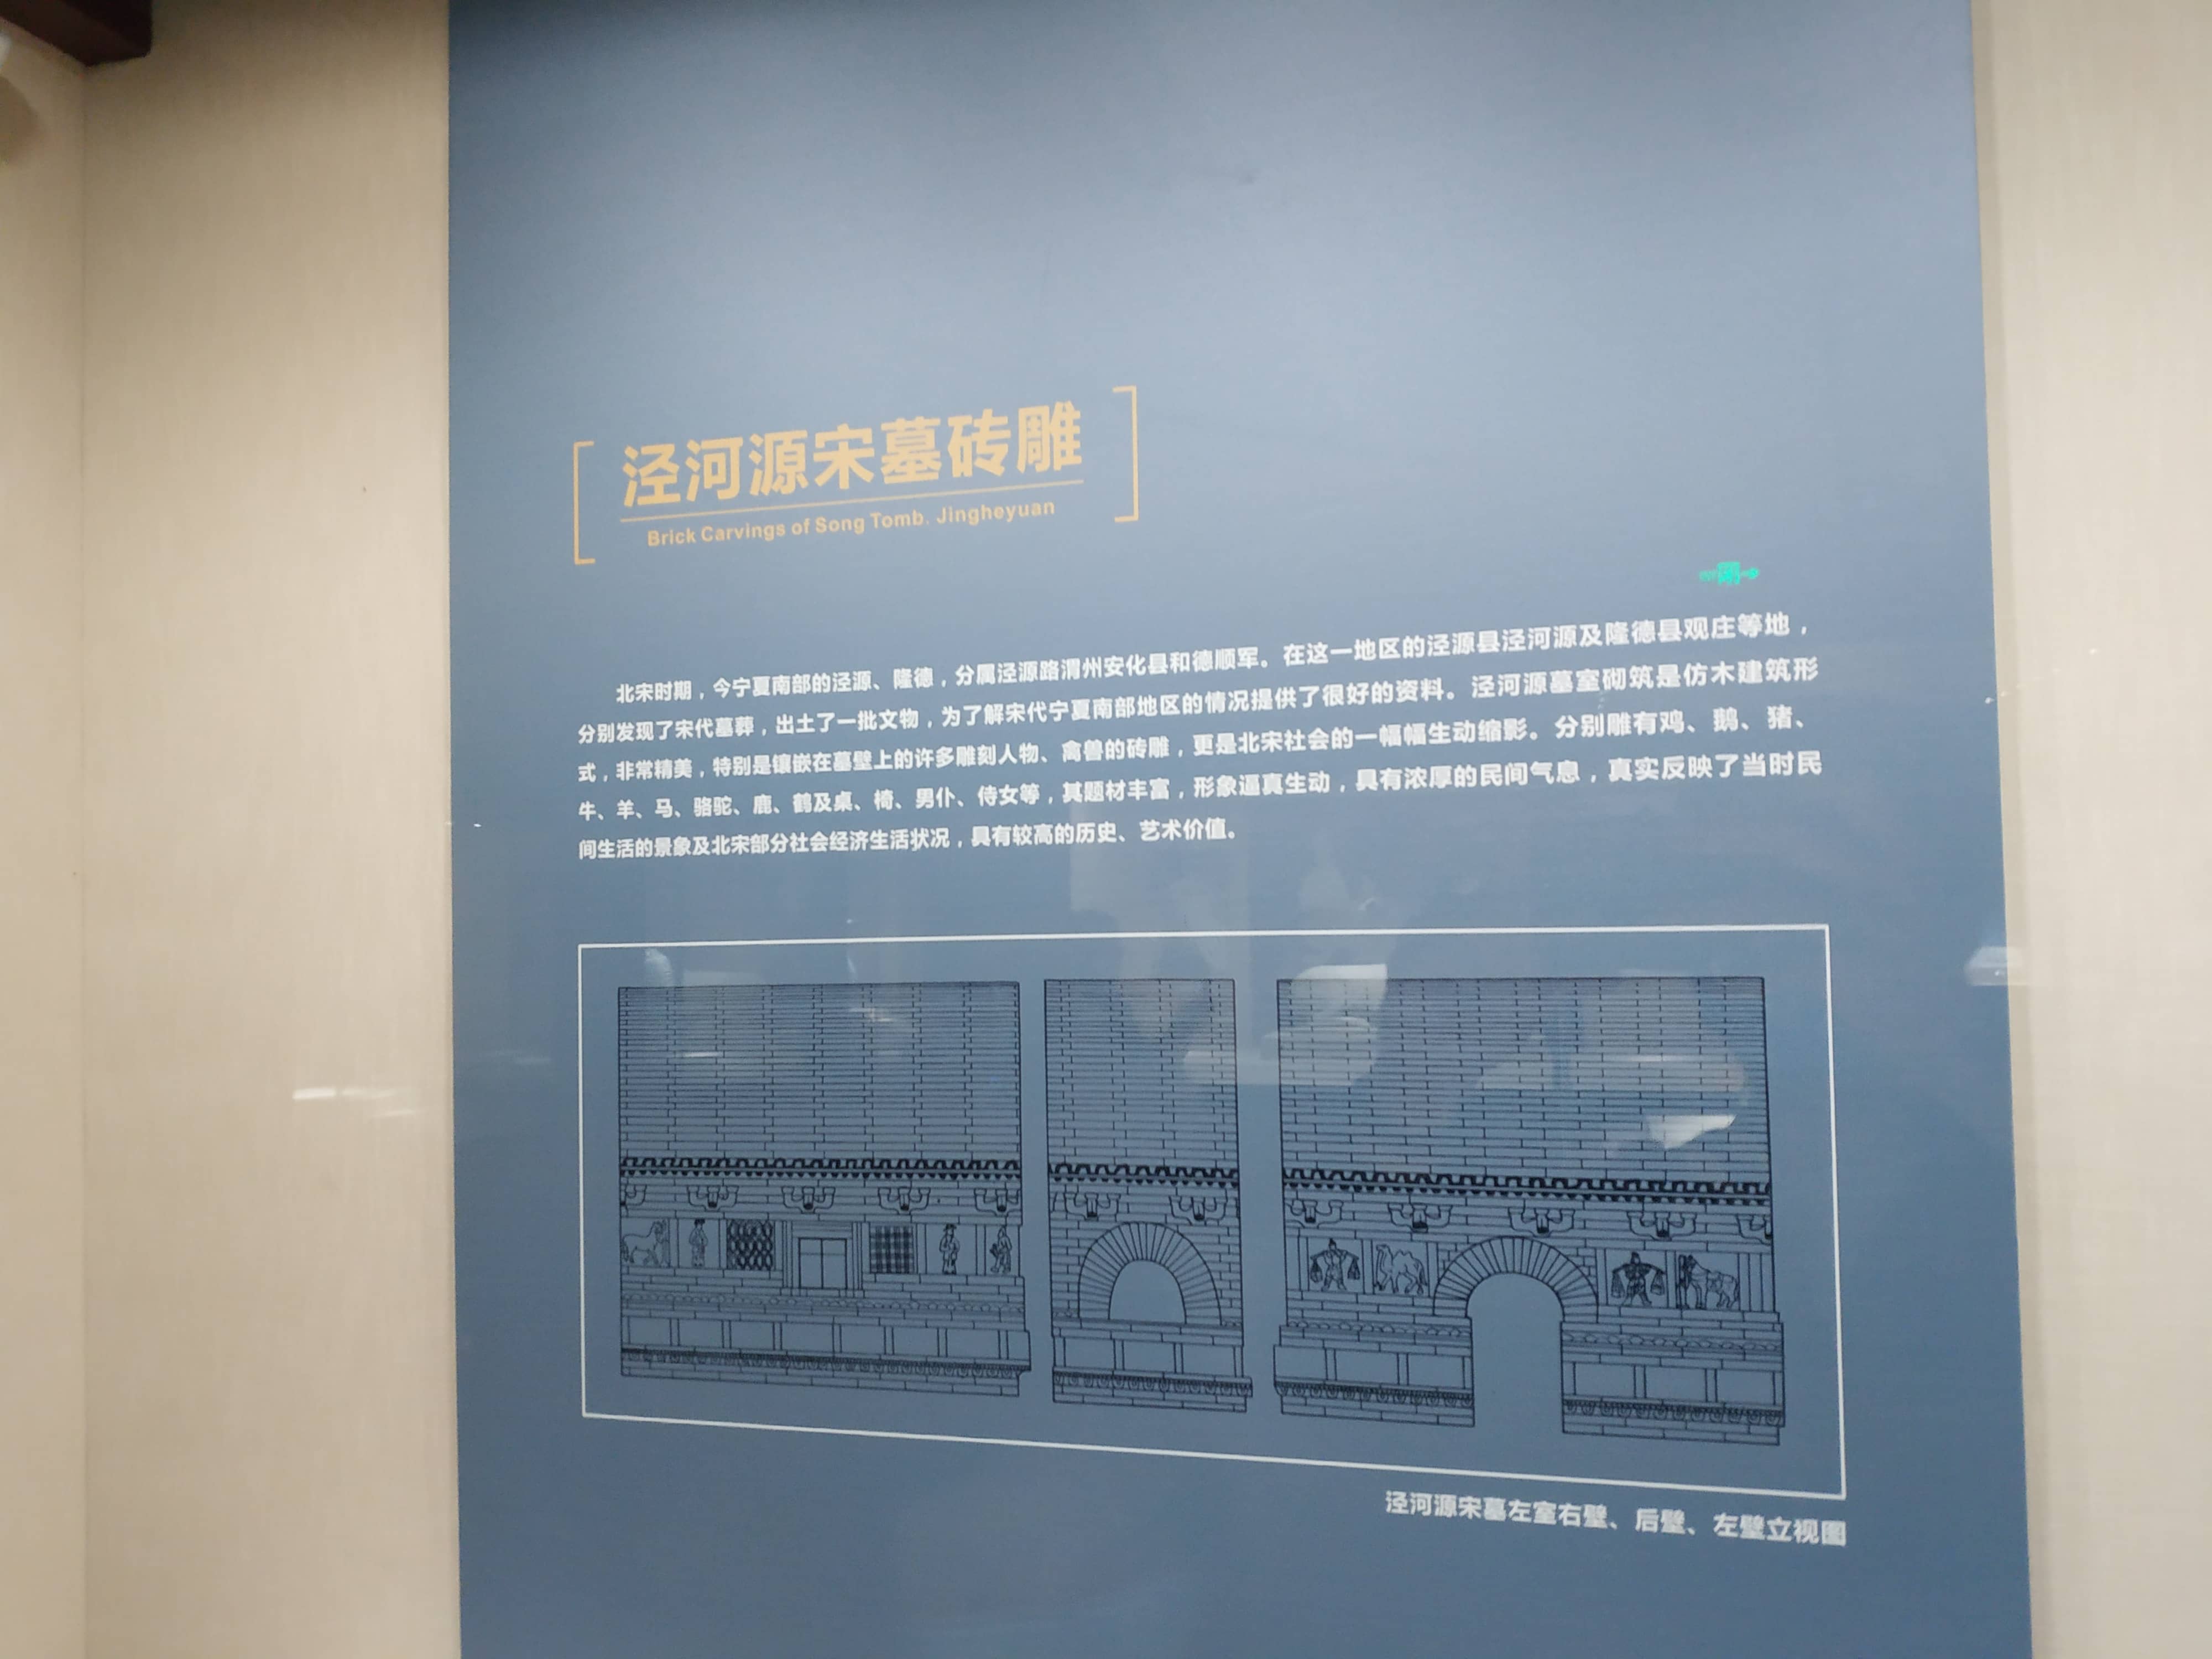 泾河源宋墓砖雕
Brick Carvings of Song Tomb. Jingheyuan
北宋时期，今宁夏南部的泾源、隆德，分属泾源路渭州安化县和德顺军。在这一地区的泾源县泾河源及隆德县观庄等地，
分别发现了宋代墓葬，出土了一批文物，为了解宋代宁夏南部地区的情况提供了很好的资料。泾河源墓室砌筑是仿木建筑形
式，非常精美，特别是镶嵌在墓壁上的许多雕刻人物、禽兽的砖雕，更是北宋社会的一幅幅生动缩影。分别雕有鸡、鹅、猪、
牛、羊、马、骆驼、鹿、鹤及桌、椅、男仆、侍女等，其题材丰富，形象逼真生动，具有浓厚的民间气息，真实反映了当时民
间生活的景象及北宋部分社会经济生活状况，具有较高的历史、艺术价值。
泾河源宋墓左室右壁、后壁、左壁立视图